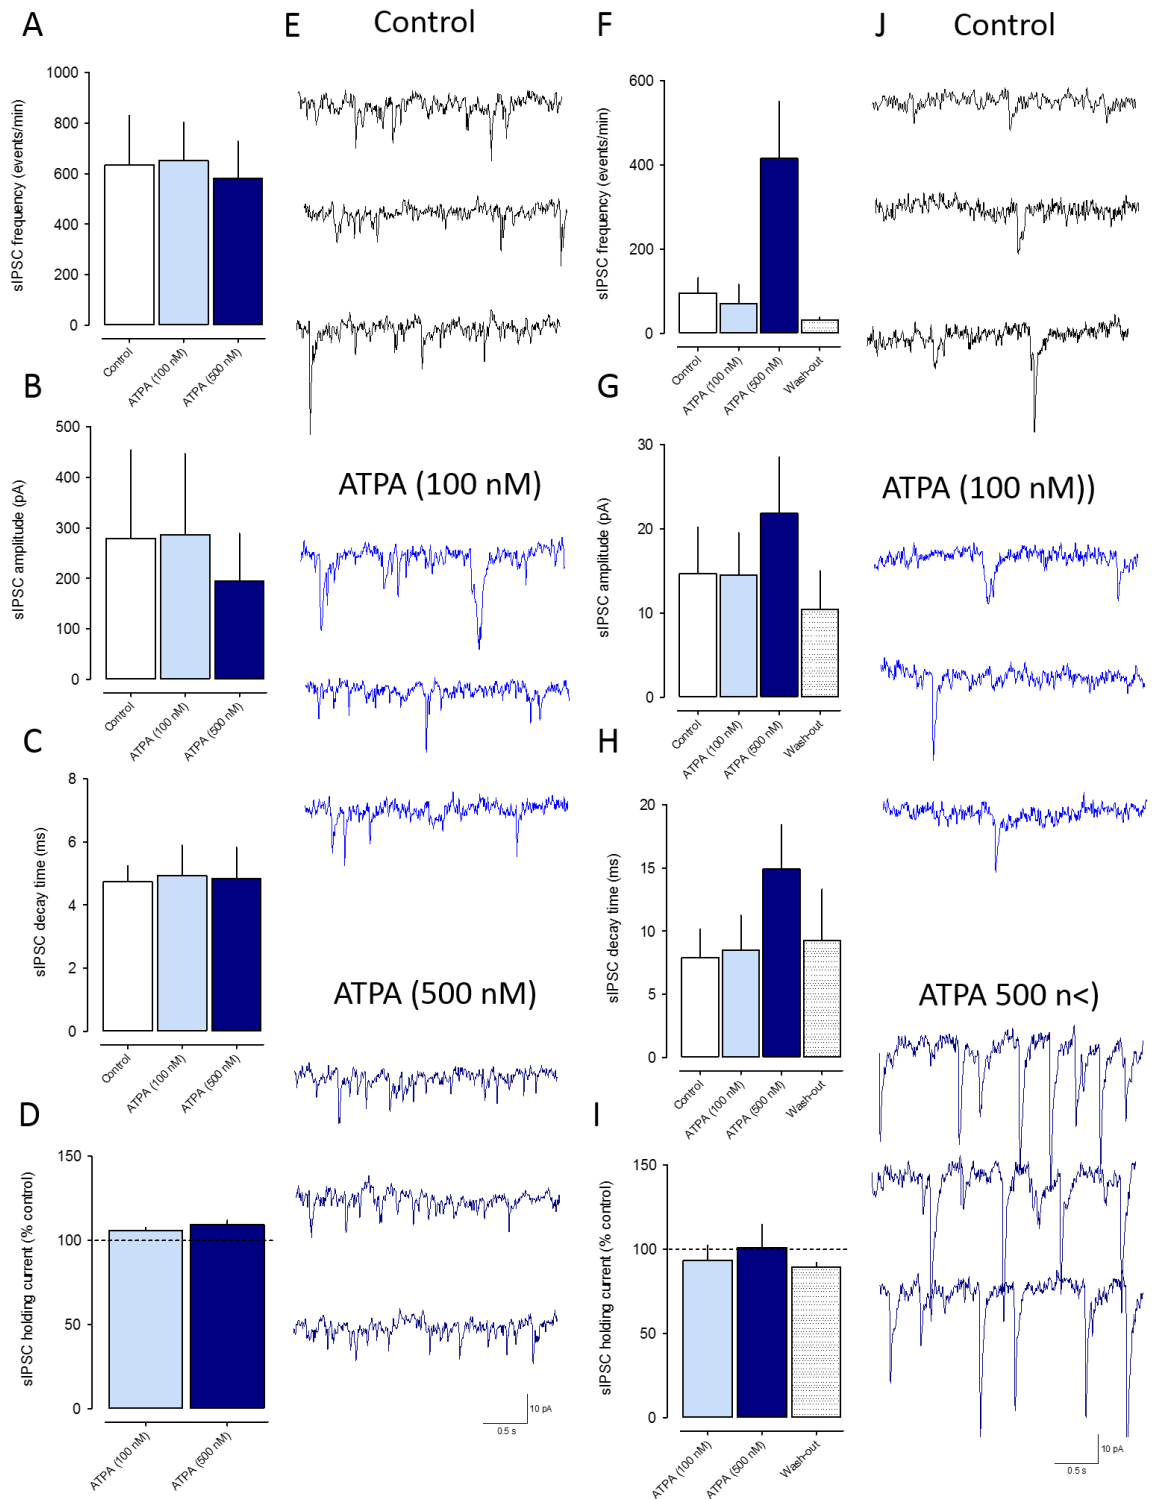 A
sIPSC frequency (events/min)
1000
800
600
400
200
0
Control
ATPA (100 nM)
ATPA (500 nM)
B
sIPSC amplitude (pA)
500
400
300
200
100
0
Control
ATPA (100 nM)
ATPA (500 nM)
C
sIPSC decay time (ms)
8
6
4
2
0
Control
ATPA (100 nM)
ATPA (500 nM)
D
sIPSC holding current (% control)
150
100
50
0
ATPA (100 nM)
ATPA (500 nM)
E
Control
ATPA (100 nM)
ATPA (500 nM)
10 pA
0.5 s
F
sIPSC frequency (events/min)
600
400
200
0
Control
ATPA (100 nM)
ATPA (500 nM)
Wash-out
G
sIPSC amplitude (pA)
30
20
10
0
Control
ATPA (100 nM)
ATPA (500 nM)
Wash-out
H
sIPSC decay time (ms)
20
15
10
5
0
Control
ATPA (100 nM)
ATPA (500 nM)
Wash-out
I
sIPSC holding current (% control)
150
100
50
0
ATPA (100 nM)
ATPA (500 nM)
Wash-out
J
Control
ATPA (100 nM))
ATPA 500 n<)
10 pA
0.5 s